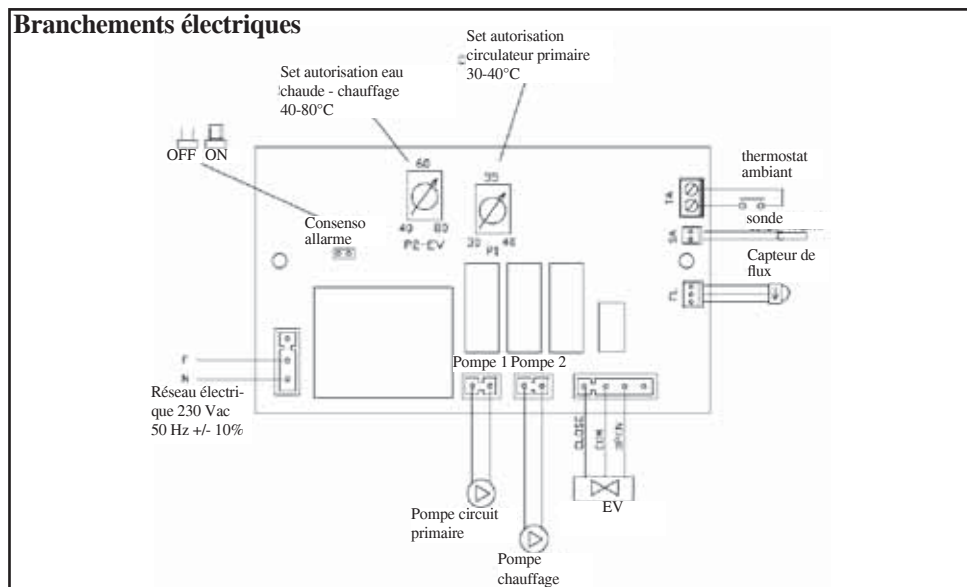 Branchements électriques
Set autorisation
circulateur primaire
30-40°C
Set autorisation eau
chaude - chauffage
40-80°C
OFF ON
thermostat
ambiant
60
40 80
P2-EV
30 40
P1
TA
sonde
SA
Consenso
allarme
Capteur de
flux
FL
F
N
Réseau électri-
que 230 Vac
50 Hz +/- 10%
Pompe 1 Pompe 2
CLOSE
COM
OPEN
EV
Pompe circuit
primaire
Pompe
chauffage